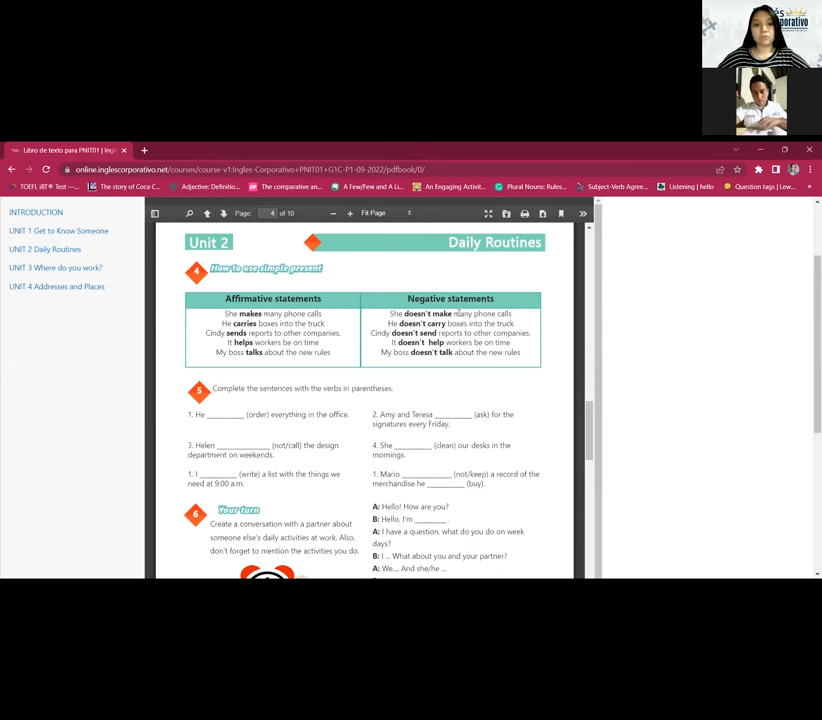 Libro de texto para PNIT01 | Ingl
online.inglescorporativo.net/courses/course-v1:Ingles-Corporativo+PNIT01+G1C-P1-09-2022/pdfbook/0/
TOEFL iBT® Test —...
The story of Coca C...
Adjective: Definitio...
The comparative an...
A Few/Few and A Li...
An Engaging Activit...
Plural Nouns: Rules...
Subject-Verb Agree...
Listening | hello
Question tags | Lew...
INTRODUCTION
UNIT 1 Get to Know Someone
UNIT 2 Daily Routines
UNIT 3 Where do you work?
UNIT 4 Addresses and Places
Page: 4 of 10
Fit Page
Unit 2
Daily Routines
4 How to use simple present
Affirmative statements
She makes many phone calls
He carries boxes into the truck
Cindy sends reports to other companies.
It helps workers be on time
My boss talks about the new rules
Negative statements
She doesn't make many phone calls
He doesn't carry boxes into the truck
Cindy doesn't send reports to other companies.
It doesn't help workers be on time
My boss doesn't talk about the new rules
5 Complete the sentences with the verbs in parentheses.
1. He _________ (order) everything in the office.
2. Amy and Teresa _________ (ask) for the
signatures every Friday.
3. Helen _____________ (not/call) the design
department on weekends.
4. She _________ (clean) our desks in the
mornings.
1. I _________ (write) a list with the things we
need at 9:00 a.m.
1. Mario ____________ (not/keep) a record of the
merchandise he _________ (buy).
6 Your turn
Create a conversation with a partner about
someone else's daily activities at work. Also,
don't forget to mention the activities you do.
A: Hello! How are you?
B: Hello. I'm ________ .
A: I have a question, what do you do on week
days?
B: I ... What about you and your partner?
A: We.... And she/he ...